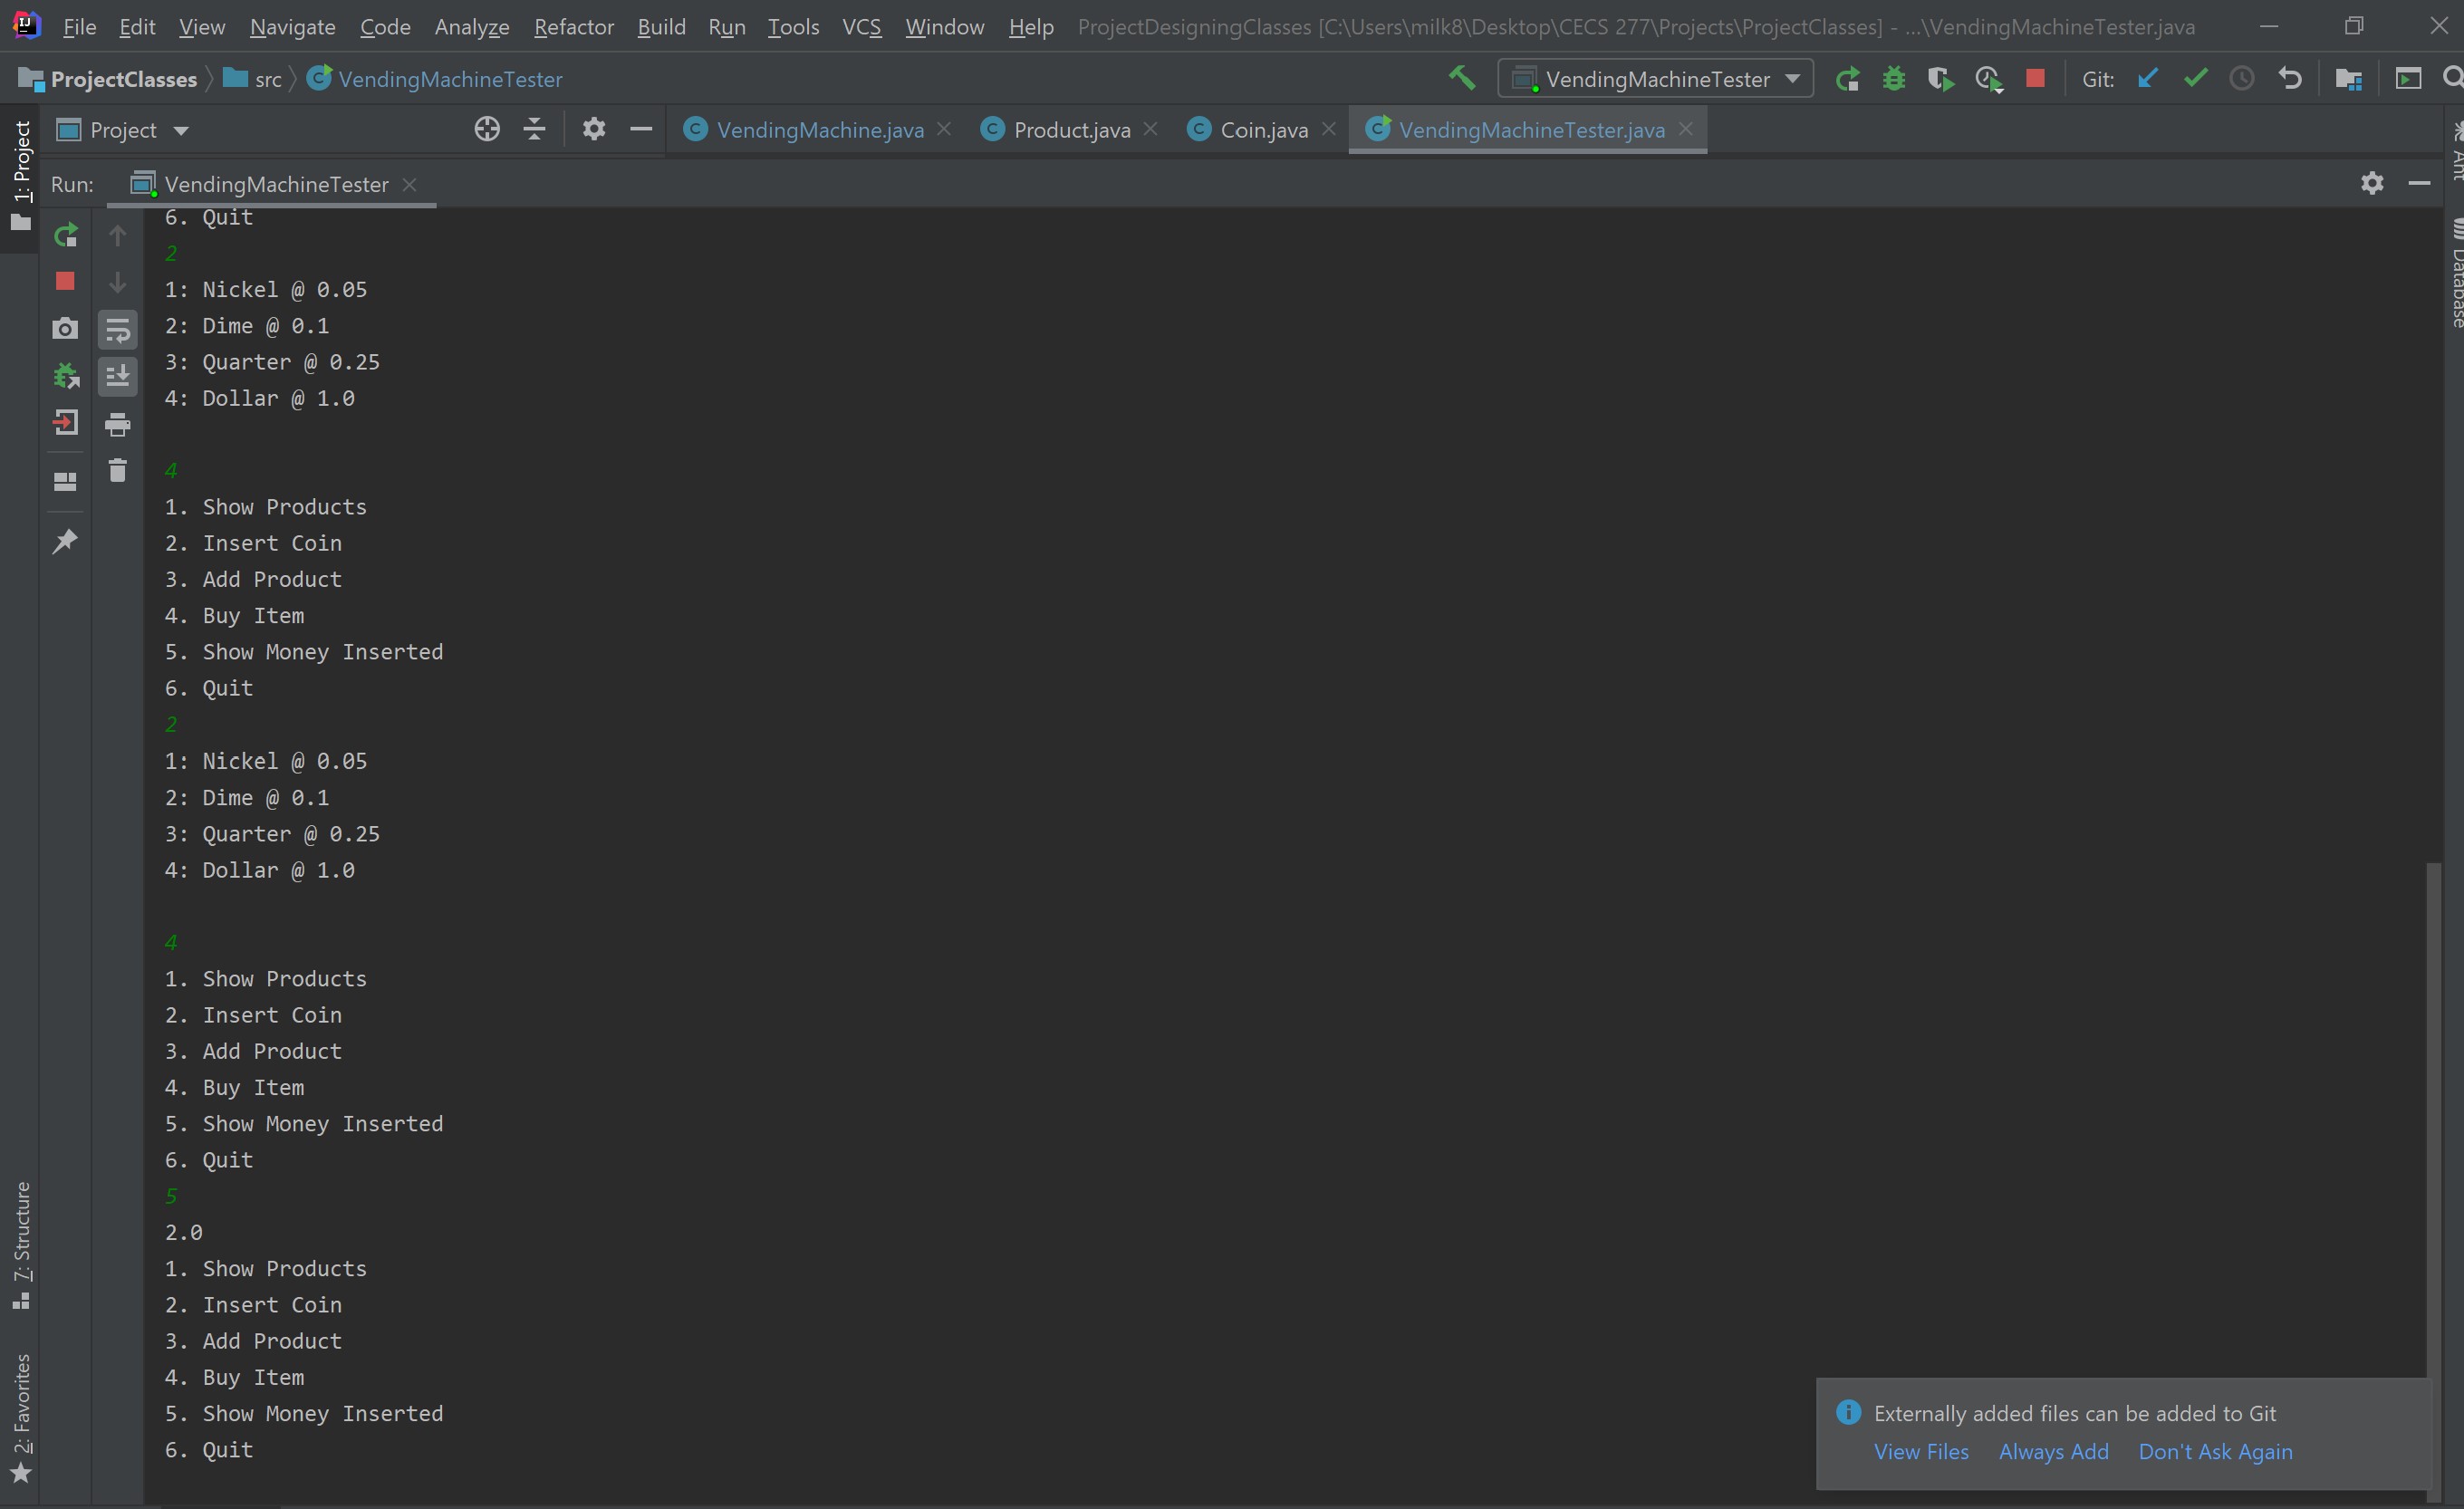 File Edit View Navigate Code Analyze Refactor Build Run Tools VCS Window Help ProjectDesigningClasses [C:\Users\milk8\Desktop\CECS 277\Projects\ProjectClasses] - ...\VendingMachineTester.java
ProjectClasses src VendingMachineTester VendingMachineTester Git:
1: Project Project VendingMachine.java Product.java Coin.java VendingMachineTester.java Ant
Run: VendingMachineTester
Database
6. Quit
2
1: Nickel @ 0.05
2: Dime @ 0.1
3: Quarter @ 0.25
4: Dollar @ 1.0
4
1. Show Products
2. Insert Coin
3. Add Product
4. Buy Item
5. Show Money Inserted
6. Quit
2
1: Nickel @ 0.05
2: Dime @ 0.1
3: Quarter @ 0.25
4: Dollar @ 1.0
4
1. Show Products
2. Insert Coin
3. Add Product
4. Buy Item
5. Show Money Inserted
6. Quit
5
2.0
1. Show Products
2. Insert Coin
3. Add Product
4. Buy Item
5. Show Money Inserted
6. Quit
7: Structure
2: Favorites
Externally added files can be added to Git
View Files Always Add Don't Ask Again